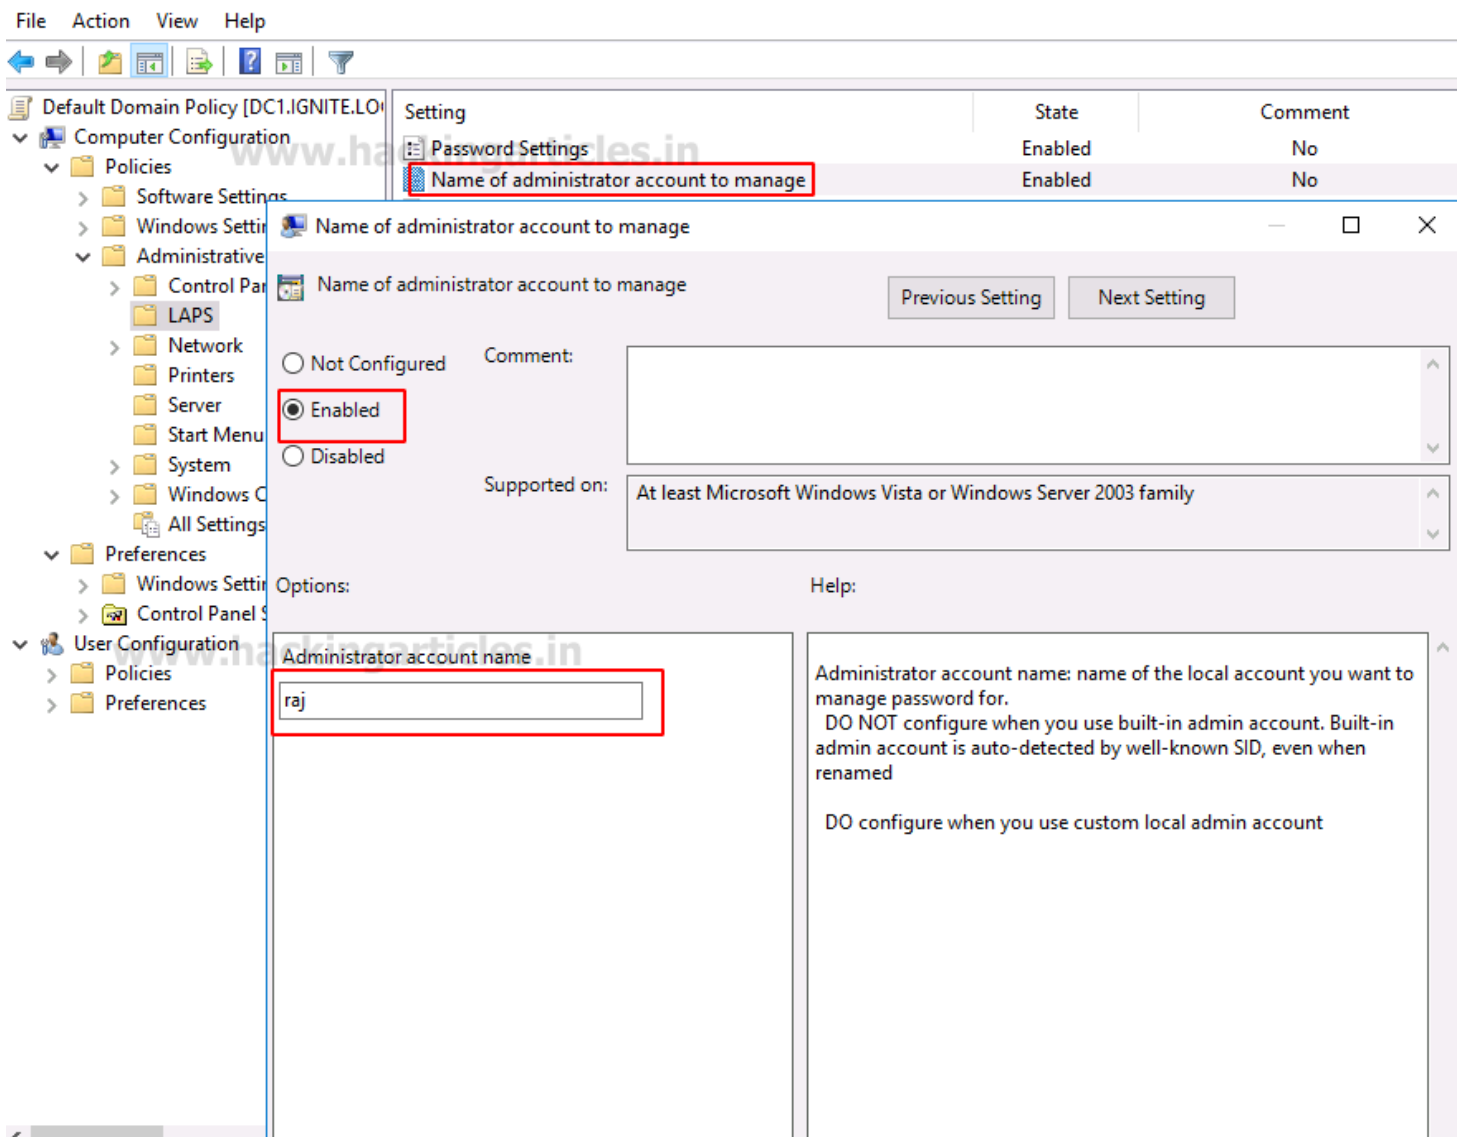 File Action View Help
Default Domain Policy [DC1.IGNITE.LO
Computer Configuration
Policies
Software Settings
Windows Settin
Administrative
Control Par
LAPS
Network
Printers
Server
Start Menu
System
Windows C
All Settings
Preferences
Windows Settin
Control Panel S
User Configuration
Policies
Preferences
Setting State Comment
Password Settings Enabled No
Name of administrator account to manage Enabled No
www.hackingarticles.in
Name of administrator account to manage
Name of administrator account to manage
Previous Setting Next Setting
Not Configured
Enabled
Disabled
Comment:
Supported on:
At least Microsoft Windows Vista or Windows Server 2003 family
Options:
Help:
www.hackingarticles.in
Administrator account name
raj
Administrator account name: name of the local account you want to
manage password for.
DO NOT configure when you use built-in admin account. Built-in
admin account is auto-detected by well-known SID, even when
renamed
DO configure when you use custom local admin account